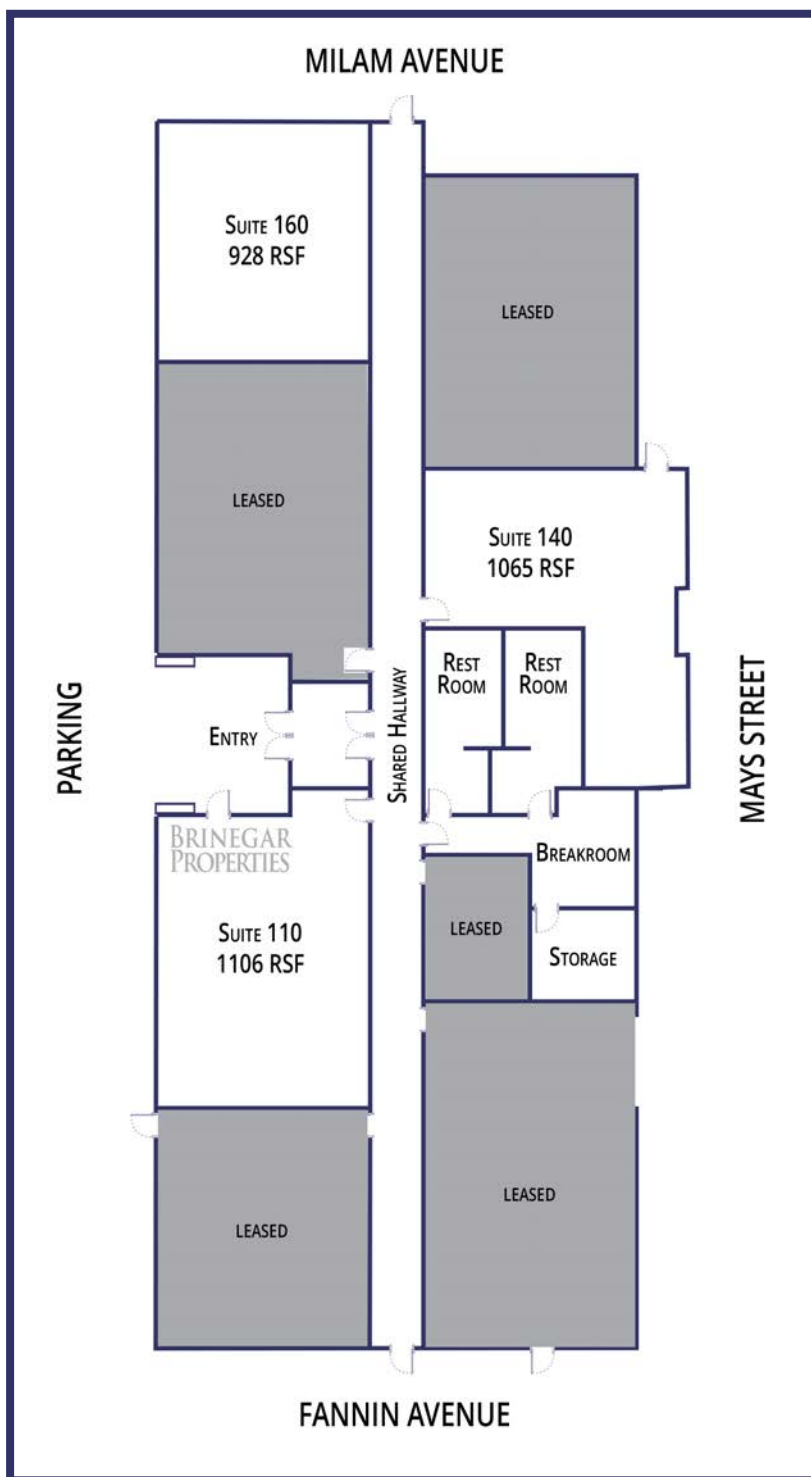 MILAM AVENUE
SUITE 160
928 RSF
LEASED
LEASED
SUITE 140
1065 RSF
REST
ROOM
REST
ROOM
PARKING
ENTRY
SHARED HALLWAY
MAYS STREET
BRINEGAR
PROPERTIES
BREAKROOM
SUITE 110
1106 RSF
LEASED
STORAGE
LEASED
LEASED
FANNIN AVENUE